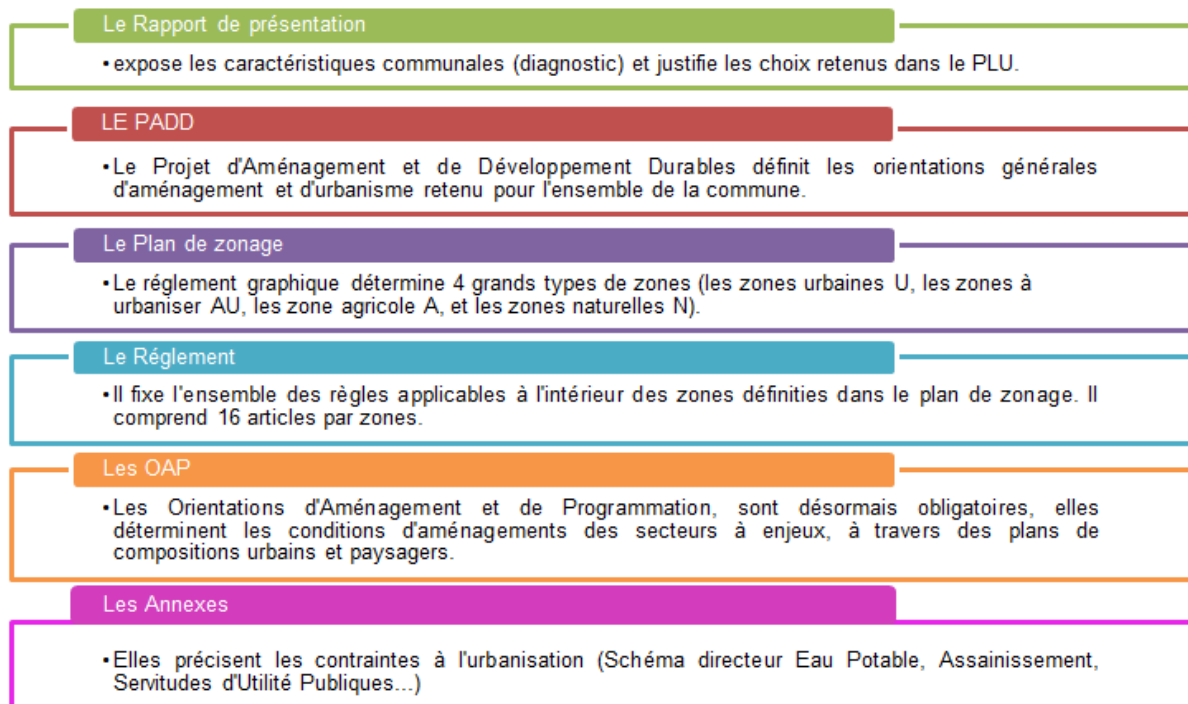 Le Rapport de présentation
•expose les caractéristiques communales (diagnostic) et justifie les choix retenus dans le PLU.
LE PADD
•Le Projet d'Aménagement et de Développement Durables définit les orientations générales
d'aménagement et d'urbanisme retenu pour l'ensemble de la commune.
Le Plan de zonage
•Le réglement graphique détermine 4 grands types de zones (les zones urbaines U, les zones à
urbaniser AU, les zone agricole A, et les zones naturelles N).
Le Réglement
•Il fixe l'ensemble des règles applicables à l'intérieur des zones définities dans le plan de zonage. Il
comprend 16 articles par zones.
Les OAP
•Les Orientations d'Aménagement et de Programmation, sont désormais obligatoires, elles
déterminent les conditions d'aménagements des secteurs à enjeux, à travers des plans de
compositions urbains et paysagers.
Les Annexes
•Elles précisent les contraintes à l'urbanisation (Schéma directeur Eau Potable, Assainissement,
Servitudes d'Utilité Publiques...)